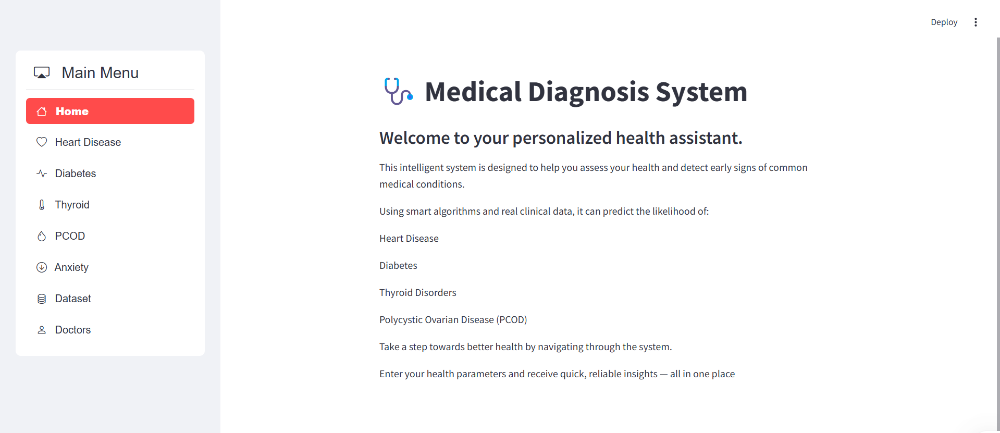 Deploy
Main Menu
Home
Heart Disease
Diabetes
Thyroid
PCOD
Anxiety
Dataset
Doctors
Medical Diagnosis System
Welcome to your personalized health assistant.
This intelligent system is designed to help you assess your health and detect early signs of common
medical conditions.
Using smart algorithms and real clinical data, it can predict the likelihood of:
Heart Disease
Diabetes
Thyroid Disorders
Polycystic Ovarian Disease (PCOD)
Take a step towards better health by navigating through the system.
Enter your health parameters and receive quick, reliable insights — all in one place